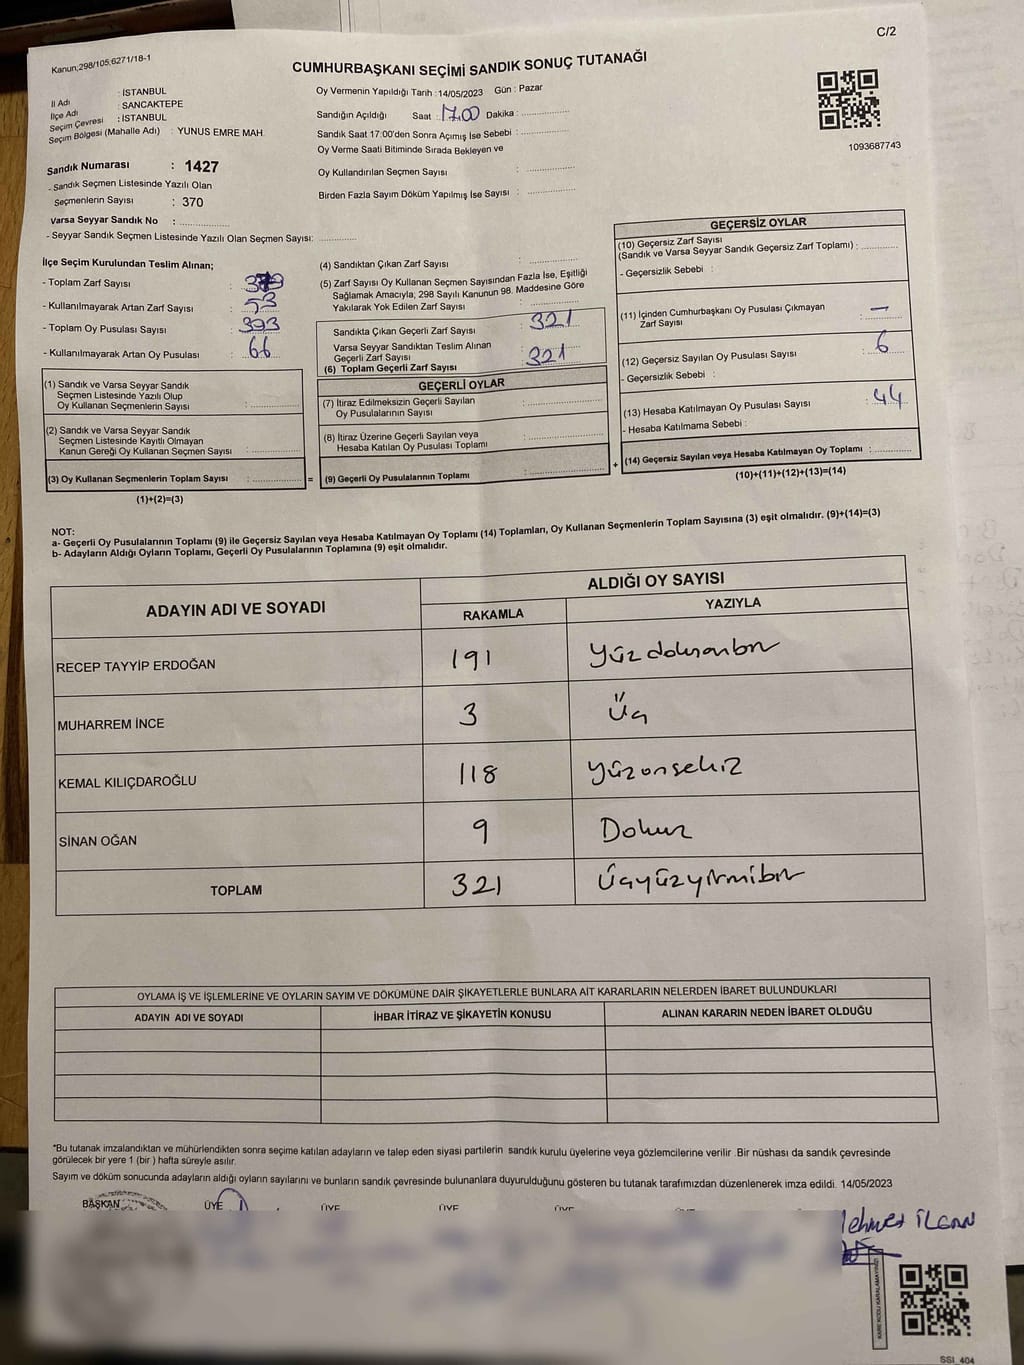 C/2
Kanun;298/105;6271/18-1
CUMHURBAŞKANI SEÇİMİ SANDIK SONUÇ TUTANAĞI
İl Adı : İSTANBUL
İlçe Adı : SANCAKTEPE
Seçim Çevresi : İSTANBUL
Seçim Bölgesi (Mahalle Adı) : YUNUS EMRE MAH.
Sandık Numarası : 1427
- Sandık Seçmen Listesinde Yazılı Olan
Seçmenlerin Sayısı : 370
Varsa Seyyar Sandık No :
- Seyyar Sandık Seçmen Listesinde Yazılı Olan Seçmen Sayısı:
Oy Vermenin Yapıldığı Tarih :14/05/2023 Gün : Pazar
Sandığın Açıldığı Saat : 17.00 Dakika :
Sandık Saat 17:00'den Sonra Açımış İse Sebebi :
Oy Verme Saati Bitiminde Sırada Bekleyen ve
Oy Kullandırılan Seçmen Sayısı :
Birden Fazla Sayım Döküm Yapılmış İse Sayısı :
1093687743
İlçe Seçim Kurulundan Teslim Alınan;
- Toplam Zarf Sayısı :
- Kullanılmayarak Artan Zarf Sayısı : 53
- Toplam Oy Pusulası Sayısı : 393
- Kullanılmayarak Artan Oy Pusulası : 66
(1) Sandık ve Varsa Seyyar Sandık
Seçmen Listesinde Yazılı Olup
Oy Kullanan Seçmenlerin Sayısı :
(2) Sandık ve Varsa Seyyar Sandık
Seçmen Listesinde Kayıtlı Olmayan
Kanun Gereği Oy Kullanan Seçmen Sayısı :
(3) Oy Kullanan Seçmenlerin Toplam Sayısı :
(1)+(2)=(3)
=
(4) Sandıktan Çıkan Zarf Sayısı :
(5) Zarf Sayısı Oy Kullanan Seçmen Sayısından Fazla İse, Eşitliği
Sağlamak Amacıyla; 298 Sayılı Kanunun 98. Maddesine Göre
Yakılarak Yok Edilen Zarf Sayısı :
Sandıkta Çıkan Geçerli Zarf Sayısı : 321
Varsa Seyyar Sandıktan Teslim Alınan
Geçerli Zarf Sayısı :
(6) Toplam Geçerli Zarf Sayısı : 321
GEÇERLİ OYLAR
(7) İtiraz Edilmeksizin Geçerli Sayılan
Oy Pusulalarının Sayısı :
(8) İtiraz Üzerine Geçerli Sayılan veya
Hesaba Katılan Oy Pusulası Toplamı :
(9) Geçerli Oy Pusulalarının Toplamı :
+
GEÇERSİZ OYLAR
(10) Geçersiz Zarf Sayısı
(Sandık ve Varsa Seyyar Sandık Geçersiz Zarf Toplamı) :
- Geçersizlik Sebebi :
(11) İçinden Cumhurbaşkanı Oy Pusulası Çıkmayan
Zarf Sayısı : —
(12) Geçersiz Sayılan Oy Pusulası Sayısı : 6
- Geçersizlik Sebebi :
(13) Hesaba Katılmayan Oy Pusulası Sayısı : 44
- Hesaba Katılmama Sebebi :
(14) Geçersiz Sayılan veya Hesaba Katılmayan Oy Toplamı :
(10)+(11)+(12)+(13)=(14)
NOT:
a- Geçerli Oy Pusulalarının Toplamı (9) ile Geçersiz Sayılan veya Hesaba Katılmayan Oy Toplamı (14) Toplamları, Oy Kullanan Seçmenlerin Toplam Sayısına (3) eşit olmalıdır. (9)+(14)=(3)
b- Adayların Aldığı Oyların Toplamı, Geçerli Oy Pusulalarının Toplamına (9) eşit olmalıdır.
ADAYIN ADI VE SOYADI
ALDIĞI OY SAYISI
RAKAMLA YAZIYLA
RECEP TAYYİP ERDOĞAN 191 Yüzdoksanbir
MUHARREM İNCE 3 Üç
KEMAL KILIÇDAROĞLU 118 Yüzonsekiz
SİNAN OĞAN 9 Dokuz
TOPLAM 321 Üçyüzyirmibir
OYLAMA İŞ VE İŞLEMLERİNE VE OYLARIN SAYIM VE DÖKÜMÜNE DAİR ŞİKAYETLERLE BUNLARA AİT KARARLARIN NELERDEN İBARET BULUNDUKLARI
ADAYIN ADI VE SOYADI İHBAR İTİRAZ VE ŞİKAYETİN KONUSU ALINAN KARARIN NEDEN İBARET OLDUĞU
*Bu tutanak imzalandıktan ve mühürlendikten sonra seçime katılan adayların ve talep eden siyasi partilerin sandık kurulu üyelerine veya gözlemcilerine verilir .Bir nüshası da sandık çevresinde
görülecek bir yere 1 (bir ) hafta süreyle asılır.
Sayım ve döküm sonucunda adayların aldığı oyların sayılarını ve bunların sandık çevresinde bulunanlara duyurulduğunu gösteren bu tutanak tarafımızdan düzenlenerek imza edildi. 14/05/2023
BAŞKAN ÜYE ÜYE ÜYE ÜYE ÜYE
KARE KODU KARALAMAYINIZ!
SSI_404